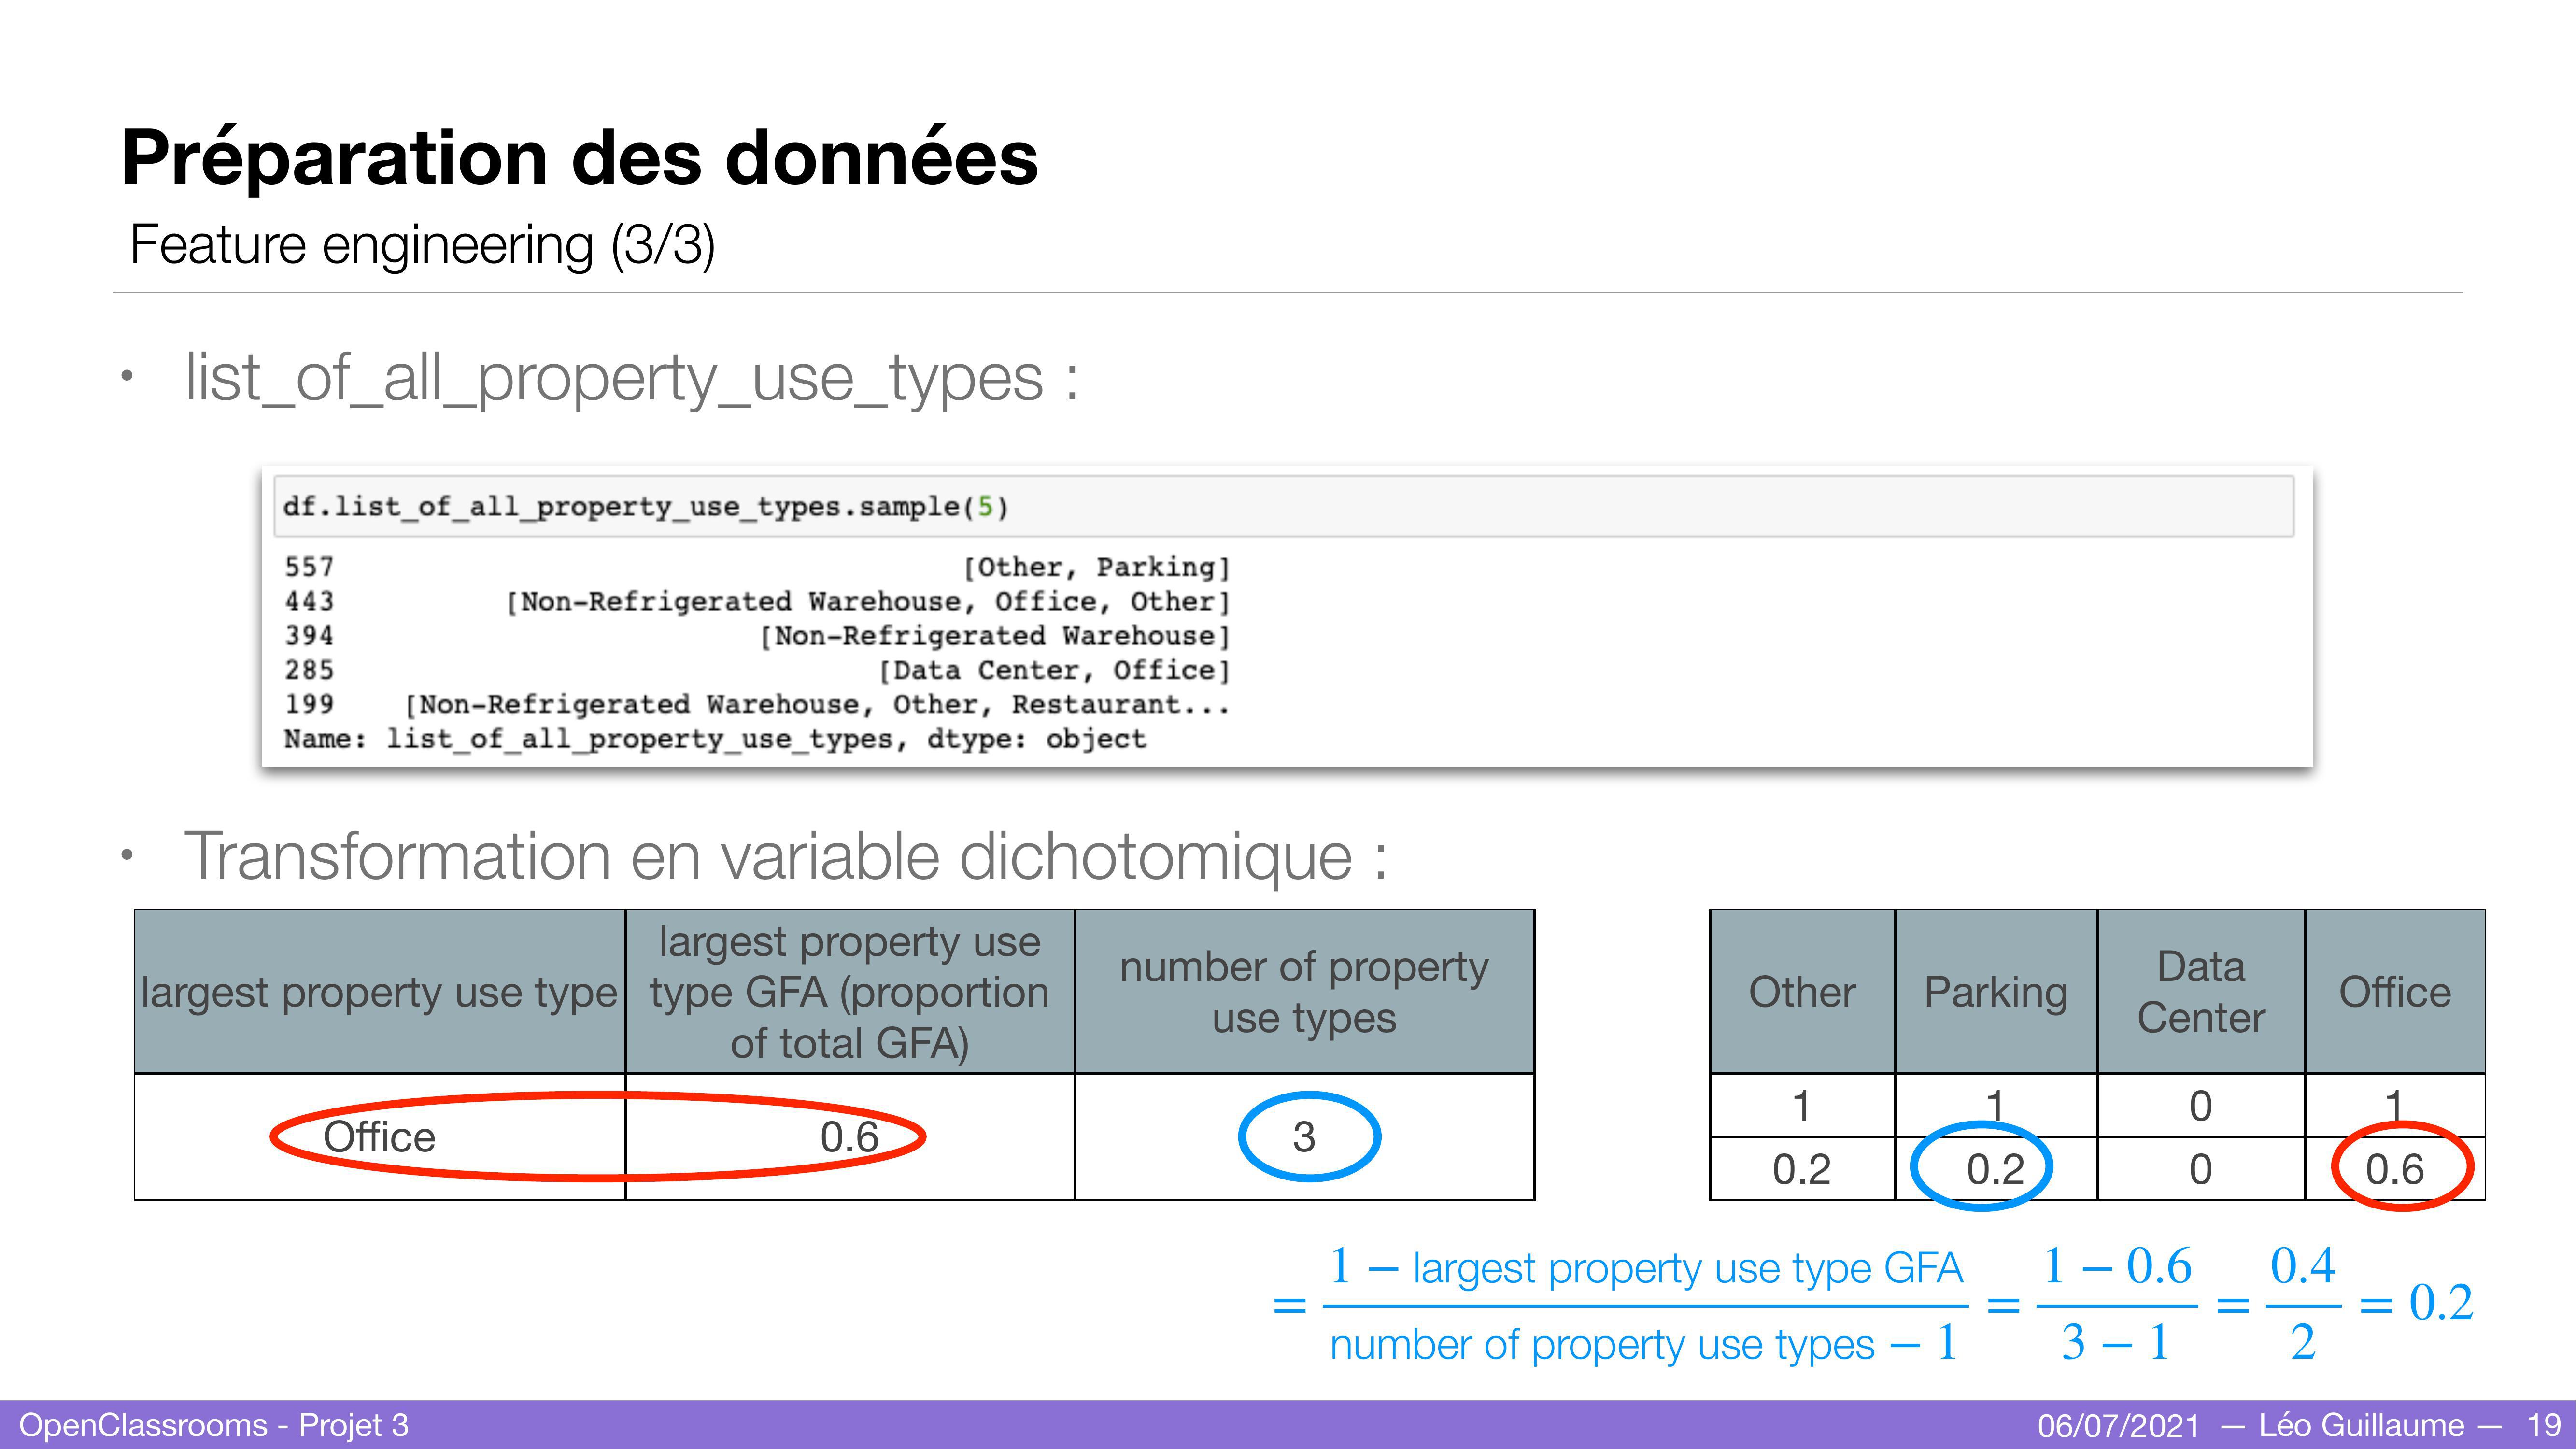 Préparation des données
Feature engineering (3/3)
• list_of_all_property_use_types :
df.list_of_all_property_use_types.sample(5)
557 [Other, Parking]
443 [Non-Refrigerated Warehouse, Office, Other]
394 [Non-Refrigerated Warehouse]
285 [Data Center, Office]
199 [Non-Refrigerated Warehouse, Other, Restaurant...
Name: list_of_all_property_use_types, dtype: object
• Transformation en variable dichotomique :
largest property use type
largest property use
type GFA (proportion
of total GFA)
number of property
use types
Office 0.6 3
Other Parking Data
Center Office
1 1 0 1
0.2 0.2 0 0.6
= 1 − largest property use type GFA / number of property use types − 1 = 1 − 0.6 / 3 − 1 = 0.4 / 2 = 0.2
OpenClassrooms - Projet 3
06/07/2021 — Léo Guillaume — 19